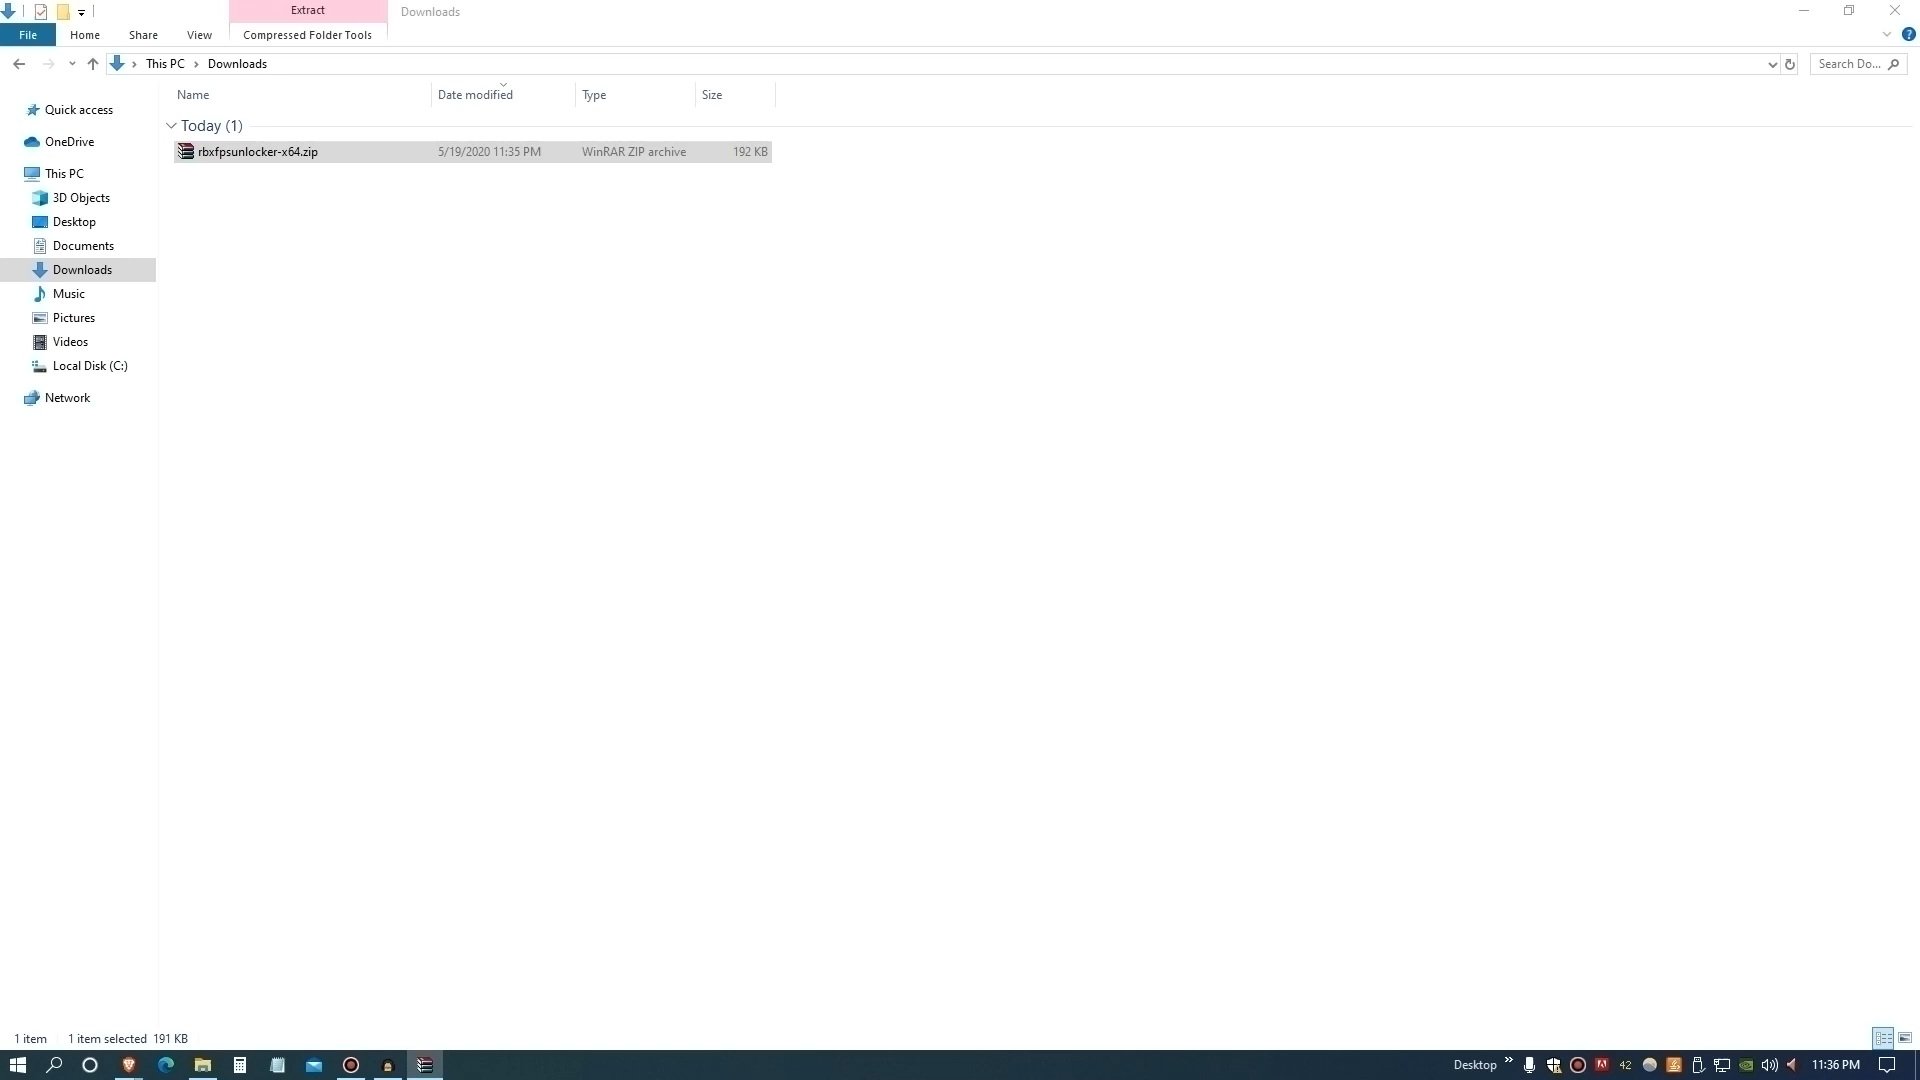 Extract
Downloads
File
Home
Share
View
Compressed Folder Tools
This PC
Downloads
Search Do...
Name
Date modified
Type
Size
Quick access
OneDrive
This PC
3D Objects
Desktop
Documents
Downloads
Music
Pictures
Videos
Local Disk (C:)
Network
Today (1)
rbxfpsunlocker-x64.zip
5/19/2020 11:35 PM
WinRAR ZIP archive
192 KB
1 item
1 item selected 191 KB
Desktop
42
11:36 PM